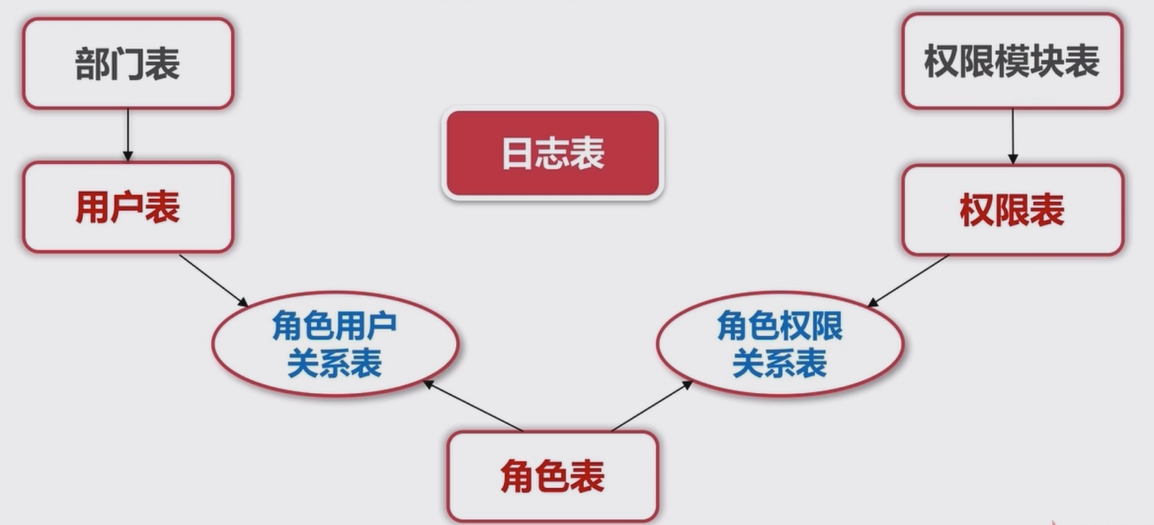 部门表
权限模块表
日志表
用户表
权限表
角色用户
关系表
角色权限
关系表
角色表